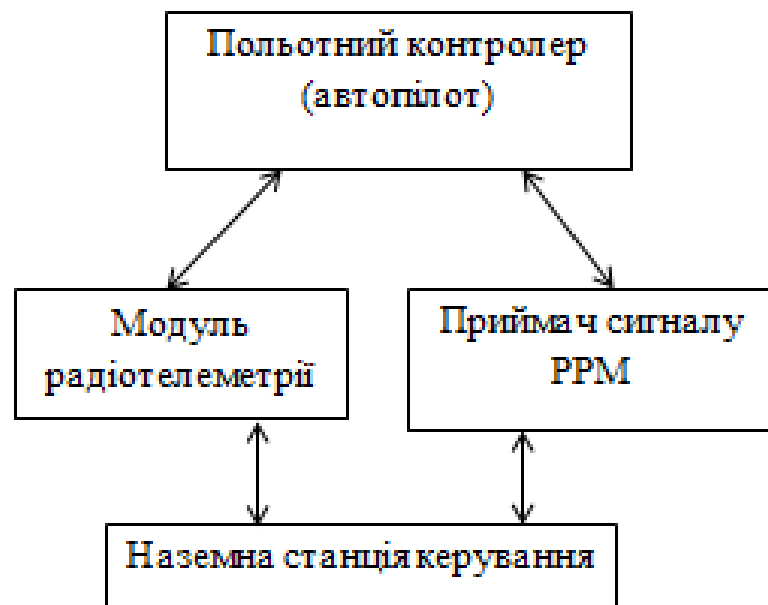 Польотний контролер
(автопілот)
Модуль
радіотелеметрії
Приймач сигналу
PPM
Наземна станція керування